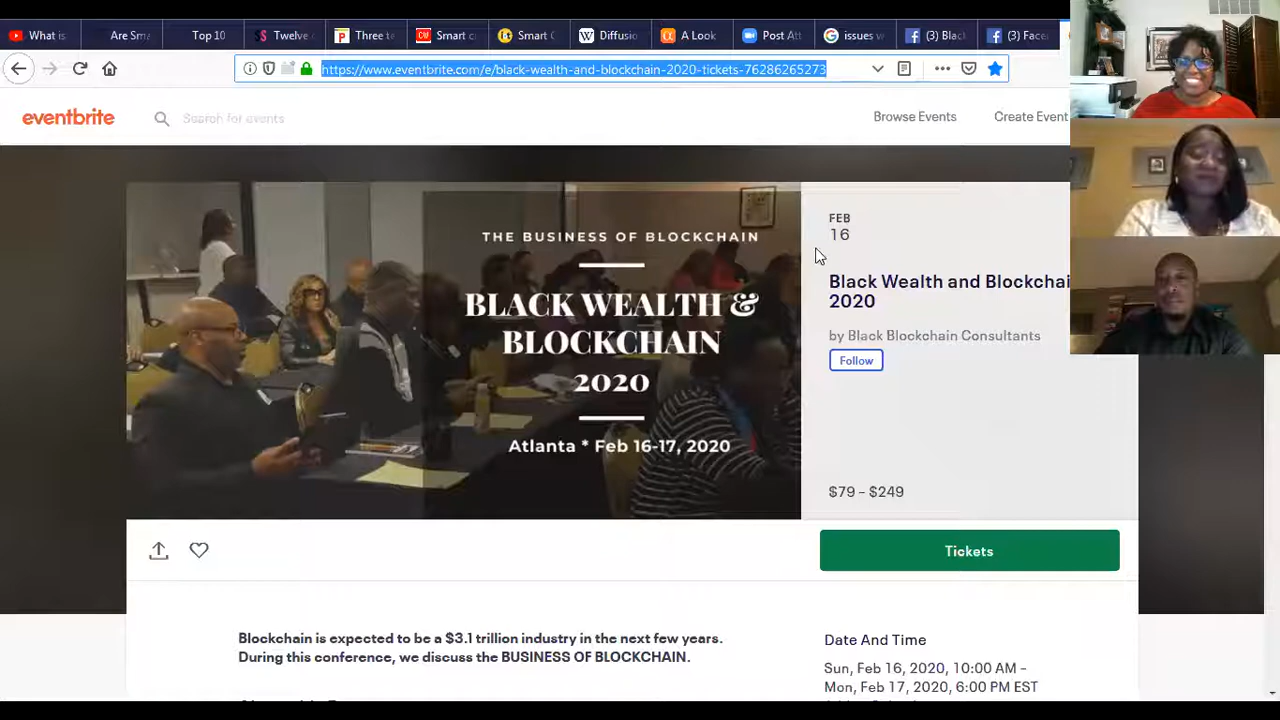 What is
Are Sma
Top 10
Twelve
Three te
Smart c
Smart C
Diffusio
A Look
Post Att
issues w
(3) Black
(3) Face
https://www.eventbrite.com/e/black-wealth-and-blockchain-2020-tickets-76286265273
eventbrite
Search for events
Browse Events
Create Event
THE BUSINESS OF BLOCKCHAIN
BLACK WEALTH &
BLOCKCHAIN
2020
Atlanta * Feb 16-17, 2020
FEB
16
Black Wealth and Blockchai
2020
by Black Blockchain Consultants
Follow
$79 – $249
Tickets
Blockchain is expected to be a $3.1 trillion industry in the next few years.
During this conference, we discuss the BUSINESS OF BLOCKCHAIN.
Date And Time
Sun, Feb 16, 2020, 10:00 AM –
Mon, Feb 17, 2020, 6:00 PM EST